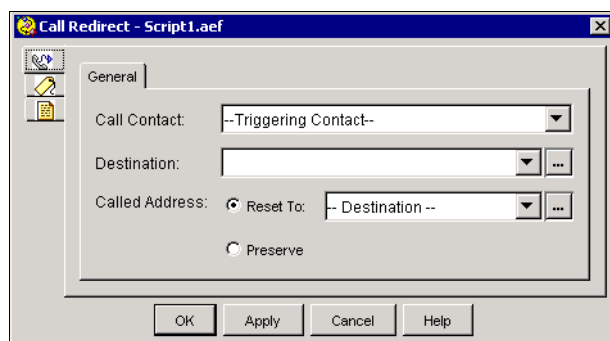 Call Redirect - Script1.aef
General
Call Contact: --Triggering Contact--
Destination: ...
Called Address: Reset To: -- Destination -- ...
Preserve
OK Apply Cancel Help